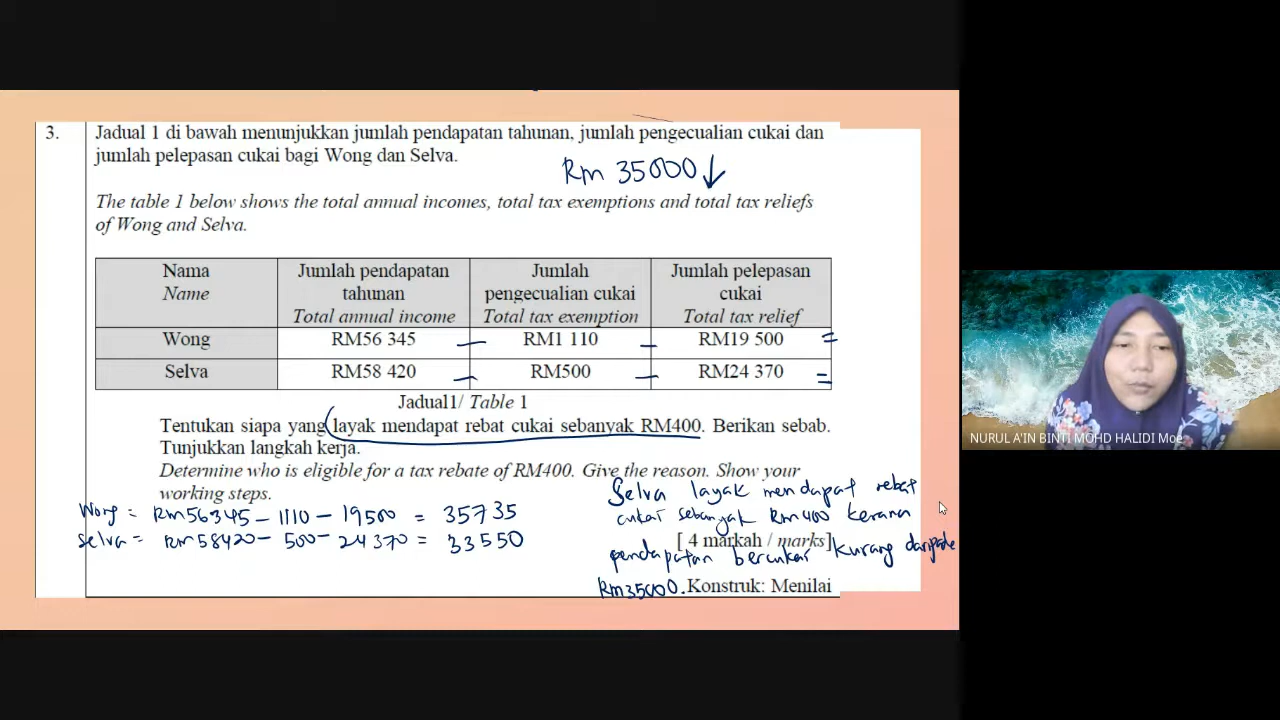 3.
Jadual 1 di bawah menunjukkan jumlah pendapatan tahunan, jumlah pengecualian cukai dan
jumlah pelepasan cukai bagi Wong dan Selva.
Rm 35000
The table 1 below shows the total annual incomes, total tax exemptions and total tax reliefs
of Wong and Selva.
Nama
Name
Jumlah pendapatan
tahunan
Total annual income
Jumlah
pengecualian cukai
Total tax exemption
Jumlah pelepasan
cukai
Total tax relief
Wong RM56 345 – RM1 110 – RM19 500 =
Selva RM58 420 – RM500 – RM24 370 =
Jadual1/ Table 1
Tentukan siapa yang layak mendapat rebat cukai sebanyak RM400. Berikan sebab.
Tunjukkan langkah kerja.
Determine who is eligible for a tax rebate of RM400. Give the reason. Show your
working steps.
Wong = RM56345 – 1110 – 19500 = 35735
Selva = RM58420 – 500 – 24370 = 33550
Selva layak mendapat rebat
cukai sebanyak RM400 kerana
[ 4 markah / marks]
pendapatan bercukai kurang daripada
Rm35000.
Konstruk: Menilai
NURUL A'IN BINTI MOHD HALIDI Moe